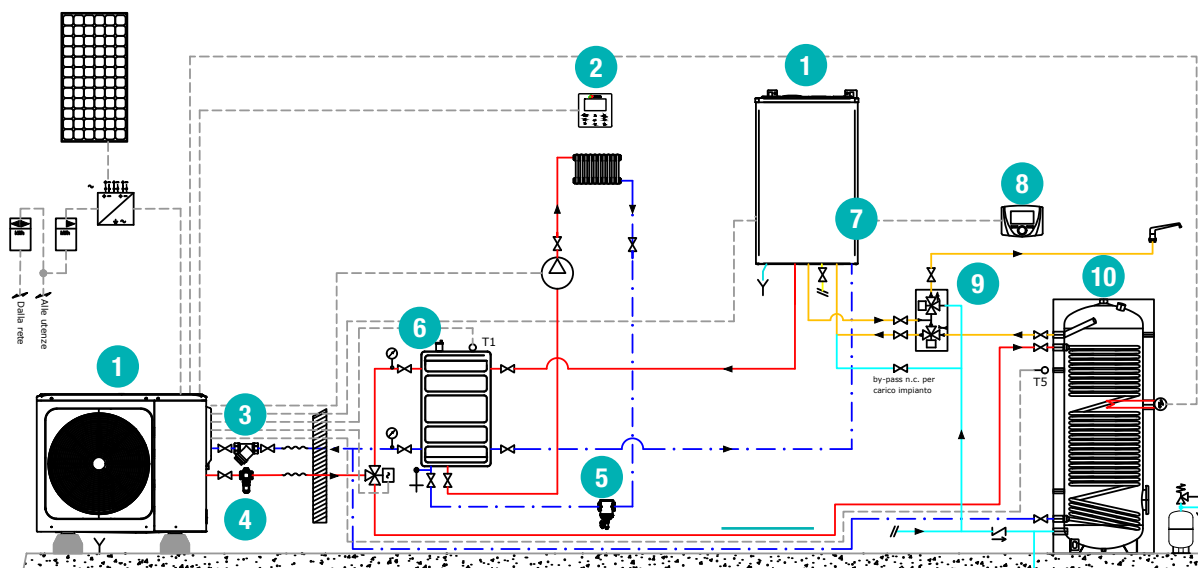 2
1
8
7
9
10
~
Dalla rete
Alle utenze
6
T1
by-pass n.c. per
carico impianto
T5
1
3
4
5